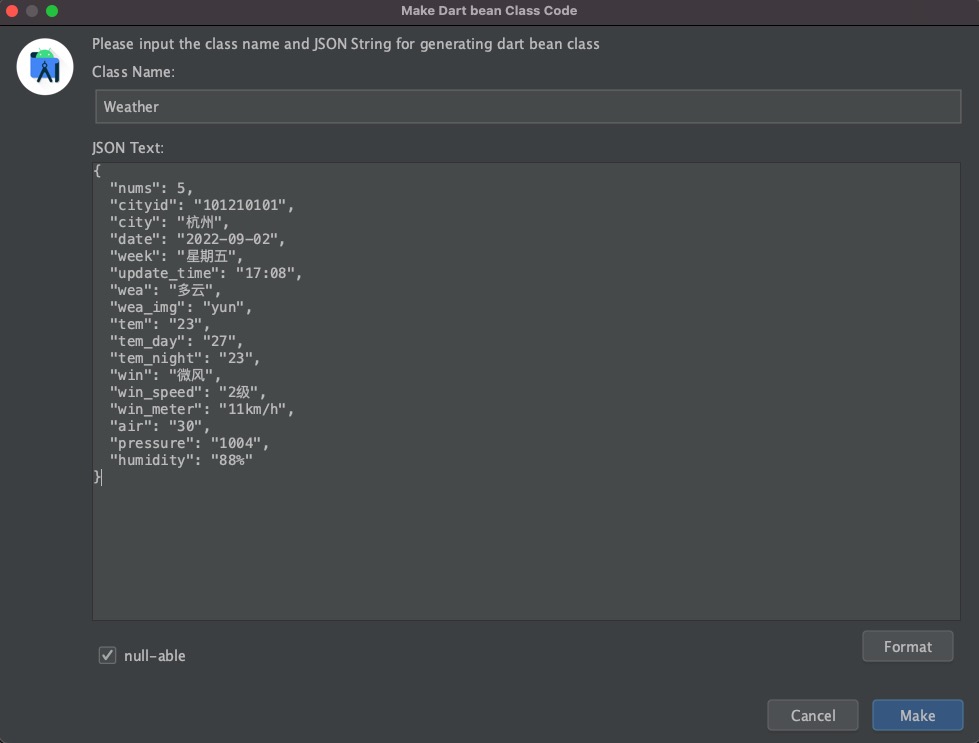 Make Dart bean Class Code
Please input the class name and JSON String for generating dart bean class
Class Name:
Weather
JSON Text:
{
  "nums": 5,
  "cityid": "101210101",
  "city": "杭州",
  "date": "2022-09-02",
  "week": "星期五",
  "update_time": "17:08",
  "wea": "多云",
  "wea_img": "yun",
  "tem": "23",
  "tem_day": "27",
  "tem_night": "23",
  "win": "微风",
  "win_speed": "2级",
  "win_meter": "11km/h",
  "air": "30",
  "pressure": "1004",
  "humidity": "88%"
}
null-able
Format
Cancel
Make